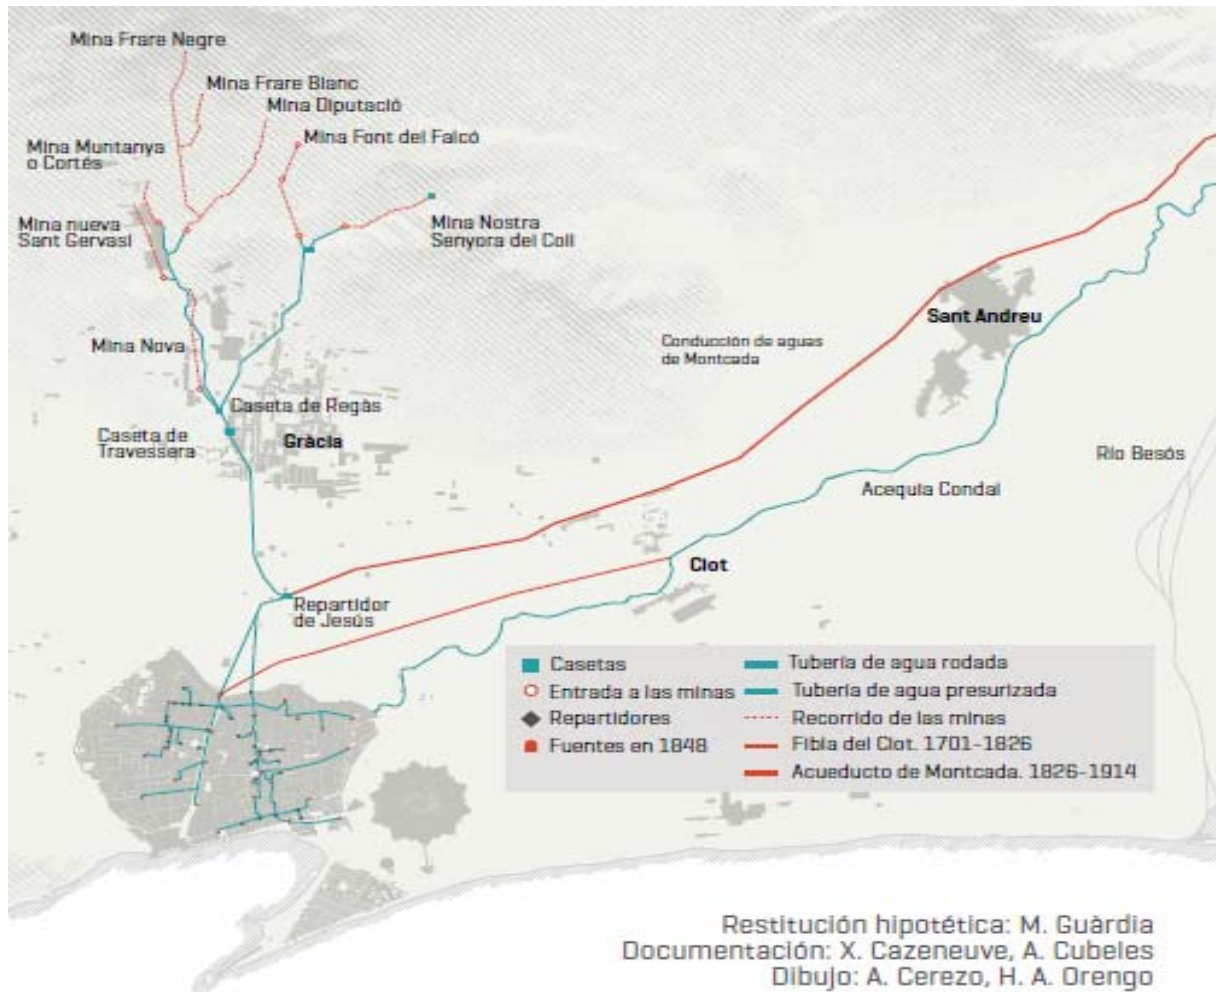 Mina Frare Negre
Mina Frare Blanc
Mina Diputació
Mina Font del Falcó
Mina Muntanya
o Cortés
Mina nueva
Sant Gervasi
Mina Nostra
Senyora del Coll
Sant Andreu
Conducción de aguas
de Montcada
Mina Nova
Caseta de Regàs
Caseta de
Travessera
Gràcia
Río Besós
Acequia Condal
Clot
Repartidor
de Jesús
Casetas
Entrada a las minas
Repartidores
Fuentes en 1848
Tubería de agua rodada
Tubería de agua presurizada
Recorrido de las minas
Fibla del Clot. 1701-1826
Acueducto de Montcada. 1826-1914
Restitución hipotética: M. Guàrdia
Documentación: X. Cazeneuve, A. Cubeles
Dibujo: A. Cerezo, H. A. Orengo